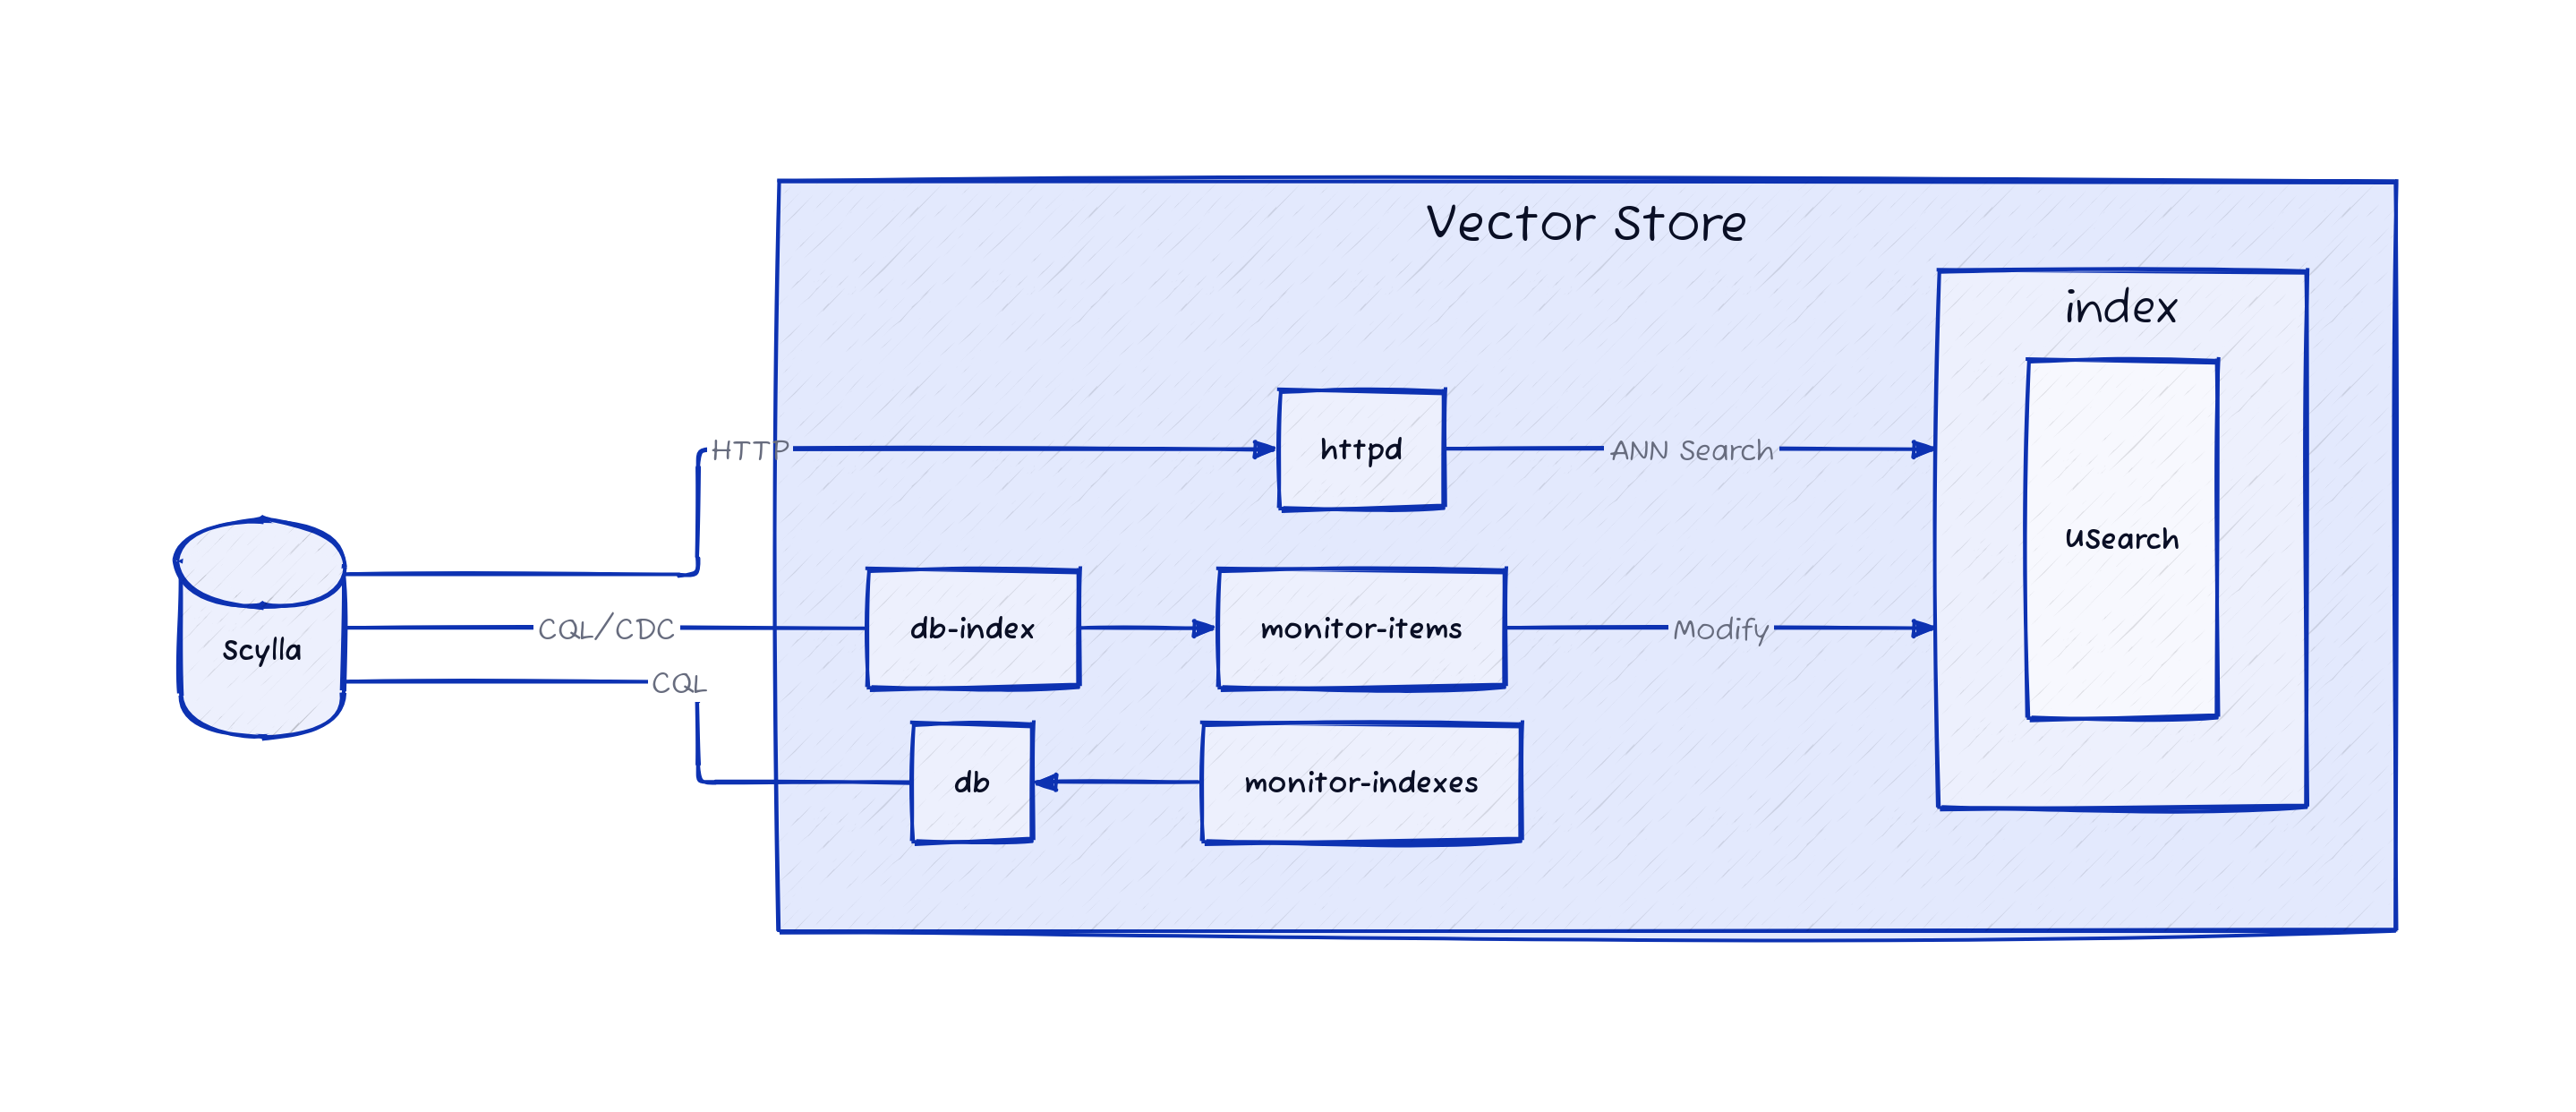 Vector Store
index
HTTP
httpd
ANN Search
usearch
scylla
CQL/CDC
db-index
monitor-items
Modify
CQL
db
monitor-indexes